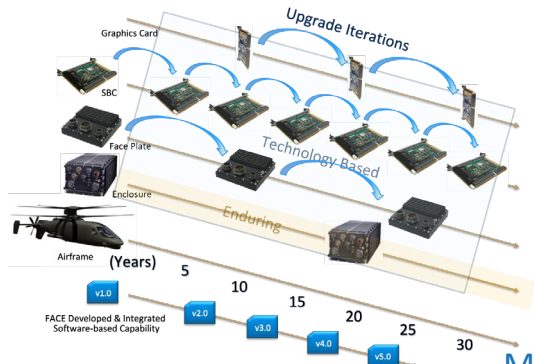 Graphics Card
Upgrade Iterations
SBC
Face Plate
Technology Based
Enclosure
Enduring
Airframe
(Years)
5
10
15
20
25
30
v1.0
v2.0
v3.0
v4.0
v5.0
FACE Developed & Integrated
Software-based Capability
M